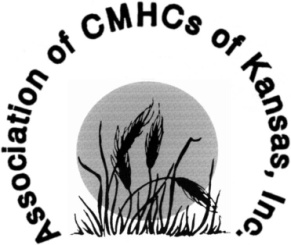 Association of CMHCs of Kansas, Inc